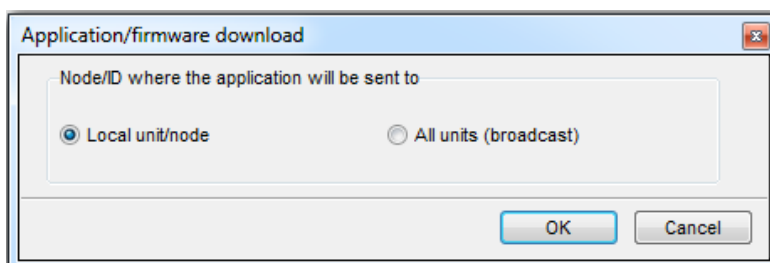 Application/firmware download
Node/ID where the application will be sent to
Local unit/node
All units (broadcast)
OK
Cancel